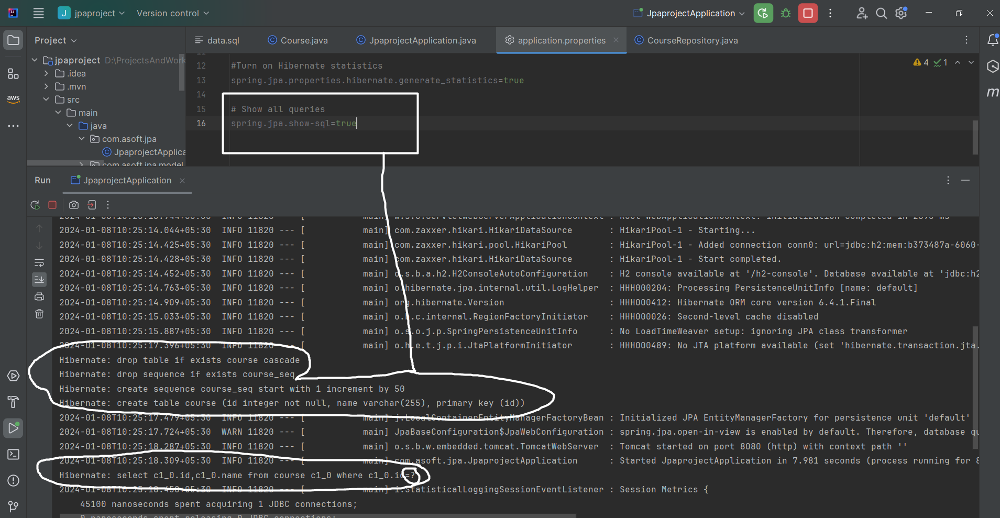 J jpaproject Version control JpaprojectApplication
Project data.sql Course.java JpaprojectApplication.java application.properties CourseRepository.java
jpaproject D:\ProjectsAndWork
.idea
.mvn
src
main
java
com.asoft.jpa
JpaprojectApplica
com.asoft.jpa.model
aws
12 #Turn on Hibernate statistics
4 1
13 spring.jpa.properties.hibernate.generate_statistics=true
14
15 # Show all queries
16 spring.jpa.show-sql=true
m
Run JpaprojectApplication
2024-01-08T10:25:13.744+05:30 INFO 11820 --- [ main] w.s.c.ServletWebServerApplicationContext : Root WebApplicationContext: initialization completed in 2893 ms
2024-01-08T10:25:14.044+05:30 INFO 11820 --- [ main] com.zaxxer.hikari.HikariDataSource : HikariPool-1 - Starting...
2024-01-08T10:25:14.425+05:30 INFO 11820 --- [ main] com.zaxxer.hikari.pool.HikariPool : HikariPool-1 - Added connection conn0: url=jdbc:h2:mem:b373487a-6060-
2024-01-08T10:25:14.428+05:30 INFO 11820 --- [ main] com.zaxxer.hikari.HikariDataSource : HikariPool-1 - Start completed.
2024-01-08T10:25:14.452+05:30 INFO 11820 --- [ main] o.s.b.a.h2.H2ConsoleAutoConfiguration : H2 console available at '/h2-console'. Database available at 'jdbc:h2
2024-01-08T10:25:14.763+05:30 INFO 11820 --- [ main] o.hibernate.jpa.internal.util.LogHelper : HHH000204: Processing PersistenceUnitInfo [name: default]
2024-01-08T10:25:14.909+05:30 INFO 11820 --- [ main] org.hibernate.Version : HHH000412: Hibernate ORM core version 6.4.1.Final
2024-01-08T10:25:15.033+05:30 INFO 11820 --- [ main] o.h.c.internal.RegionFactoryInitiator : HHH000026: Second-level cache disabled
2024-01-08T10:25:15.887+05:30 INFO 11820 --- [ main] o.s.o.j.p.SpringPersistenceUnitInfo : No LoadTimeWeaver setup: ignoring JPA class transformer
2024-01-08T10:25:17.396+05:30 INFO 11820 --- [ main] o.h.e.t.j.p.i.JtaPlatformInitiator : HHH000489: No JTA platform available (set 'hibernate.transaction.jta.
Hibernate: drop table if exists course cascade
Hibernate: drop sequence if exists course_seq
Hibernate: create sequence course_seq start with 1 increment by 50
Hibernate: create table course (id integer not null, name varchar(255), primary key (id))
2024-01-08T10:25:17.479+05:30 INFO 11820 --- [ main] j.LocalContainerEntityManagerFactoryBean : Initialized JPA EntityManagerFactory for persistence unit 'default'
2024-01-08T10:25:17.724+05:30 WARN 11820 --- [ main] JpaBaseConfiguration$JpaWebConfiguration : spring.jpa.open-in-view is enabled by default. Therefore, database qu
2024-01-08T10:25:18.287+05:30 INFO 11820 --- [ main] o.s.b.w.embedded.tomcat.TomcatWebServer : Tomcat started on port 8080 (http) with context path ''
2024-01-08T10:25:18.309+05:30 INFO 11820 --- [ main] com.asoft.jpa.JpaprojectApplication : Started JpaprojectApplication in 7.981 seconds (process running for 8
Hibernate: select c1_0.id,c1_0.name from course c1_0 where c1_0.id=?
2024-01-08T10:25:18.450+05:30 INFO 11820 --- [ main] i.StatisticalLoggingSessionEventListener : Session Metrics {
45100 nanoseconds spent acquiring 1 JDBC connections;
0 nanoseconds spent releasing 0 JDBC connections;